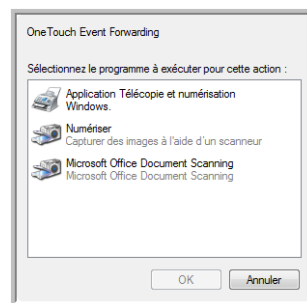 OneTouch Event Forwarding
Sélectionnez le programme à exécuter pour cette action :
Application Télécopie et numérisation
Windows.
Numériser
Capturer des images à l'aide d'un scanneur
Microsoft Office Document Scanning
Microsoft Office Document Scanning
OK
Annuler